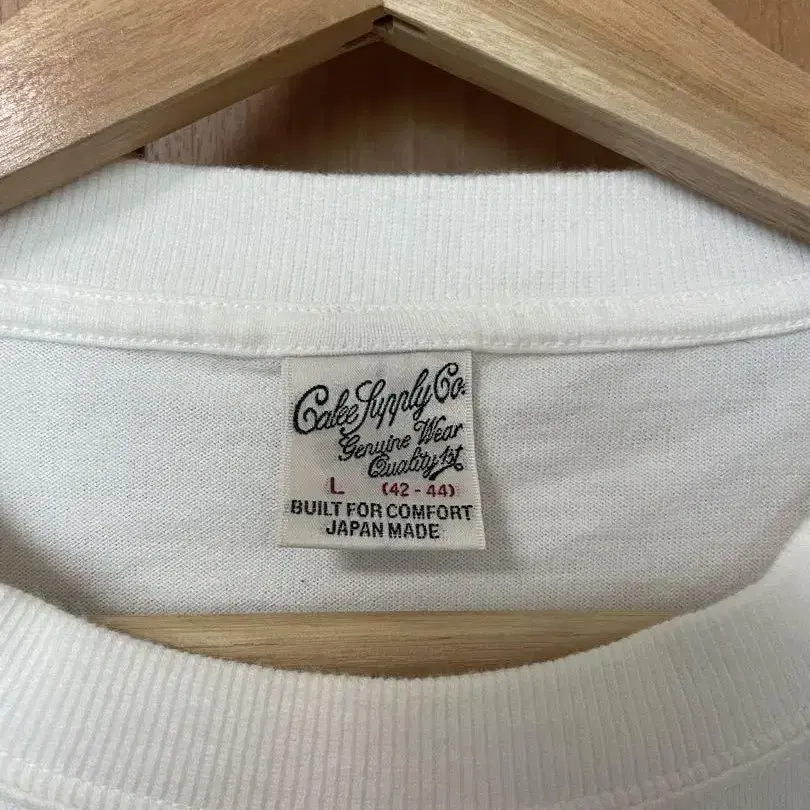 Calee Supply Co.
Genuine Wear
Quality 1st
L (42-44)
BUILT FOR COMFORT
JAPAN MADE